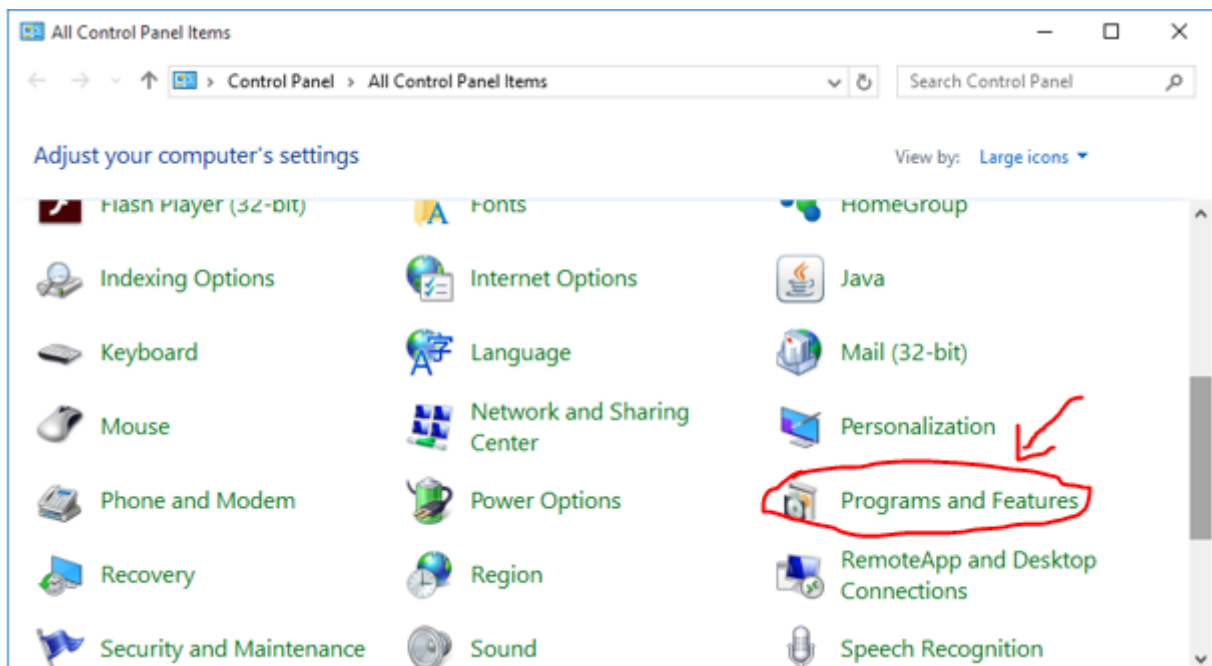 All Control Panel Items
Control Panel > All Control Panel Items
Search Control Panel
Adjust your computer's settings
View by: Large icons
Flash Player (32-bit)
Fonts
HomeGroup
Indexing Options
Internet Options
Java
Keyboard
Language
Mail (32-bit)
Mouse
Network and Sharing
Center
Personalization
Phone and Modem
Power Options
Programs and Features
Recovery
Region
RemoteApp and Desktop
Connections
Security and Maintenance
Sound
Speech Recognition